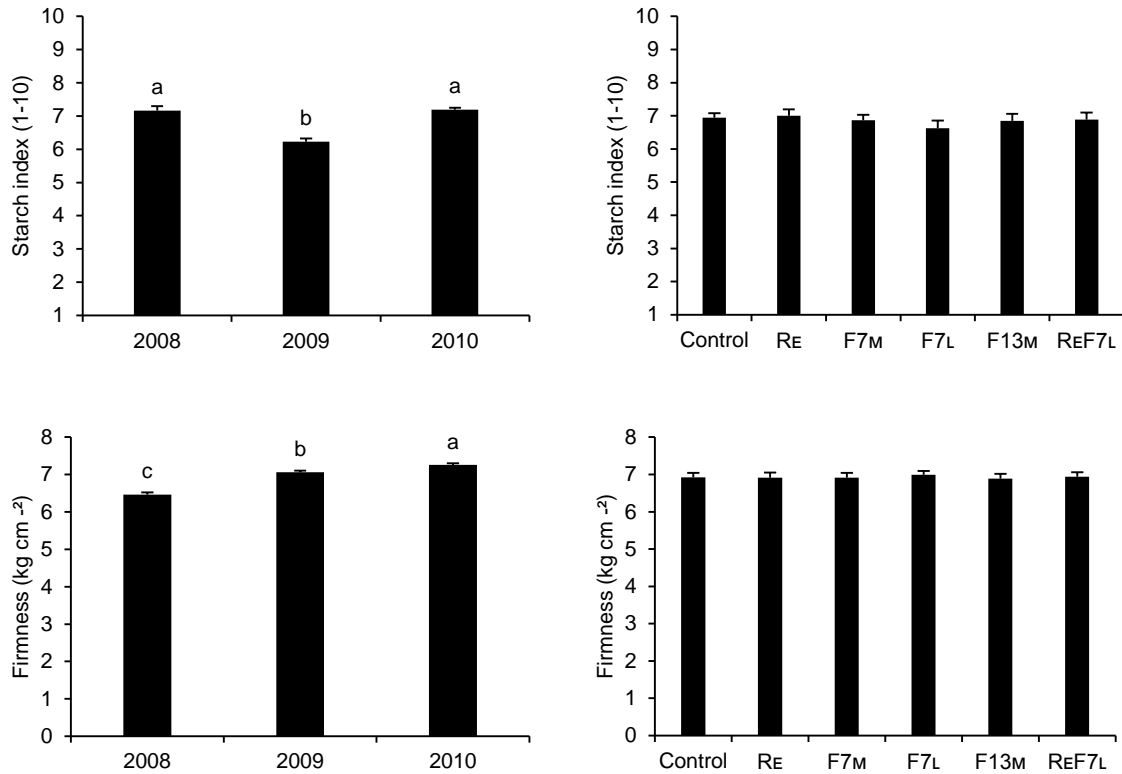 10
9
8
7
6
5
4
3
2
1
Starch index (1-10)
a
b
a
2008
2009
2010
10
9
8
7
6
5
4
3
2
1
Starch index (1-10)
Control
RE
F7M
F7L
F13M
REF7L
8
7
6
5
4
3
2
1
0
Firmness (kg cm -²)
c
b
a
2008
2009
2010
8
7
6
5
4
3
2
1
0
Firmness (kg cm -²)
Control
RE
F7M
F7L
F13M
REF7L